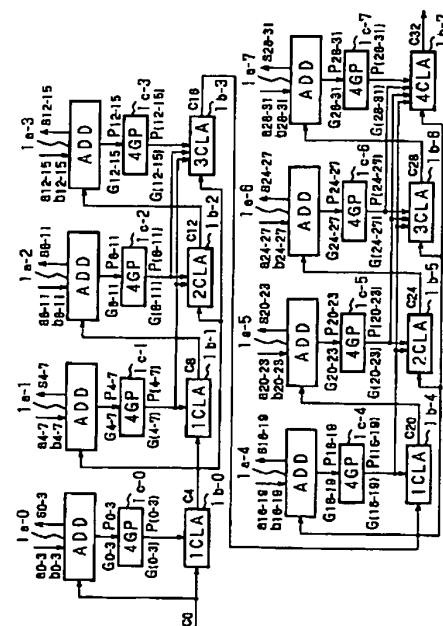 1a-0
a0-3
b0-3
S0-3
ADD
G0-3
P0-3
4GP
1c-0
G(0-3)
P(0-3)
C0
1CLA
C4
1b-0
1a-1
a4-7
b4-7
S4-7
ADD
G4-7
P4-7
4GP
1c-1
G(4-7)
P(4-7)
1CLA
C8
1b-1
1a-2
a8-11
b8-11
S8-11
ADD
G8-11
P8-11
4GP
1c-2
G(8-11)
P(8-11)
2CLA
C12
1b-2
1a-3
a12-15
b12-15
S12-15
ADD
G12-15
P12-15
4GP
1c-3
G(12-15)
P(12-15)
3CLA
C16
1b-3
1a-4
a16-19
b16-19
S16-19
ADD
G16-19
P16-19
4GP
1c-4
G(16-19)
P(16-19)
1CLA
C20
1b-4
1a-5
a20-23
b20-23
S20-23
ADD
G20-23
P20-23
4GP
1c-5
G(20-23)
P(20-23)
2CLA
C24
1b-5
1a-6
a24-27
b24-27
S24-27
ADD
G24-27
P24-27
4GP
1c-6
G(24-27)
P(24-27)
3CLA
C28
1b-6
1a-7
a28-31
b28-31
S28-31
ADD
G28-31
P28-31
4GP
1c-7
G(28-31)
P(28-31)
4CLA
C32
1b-7